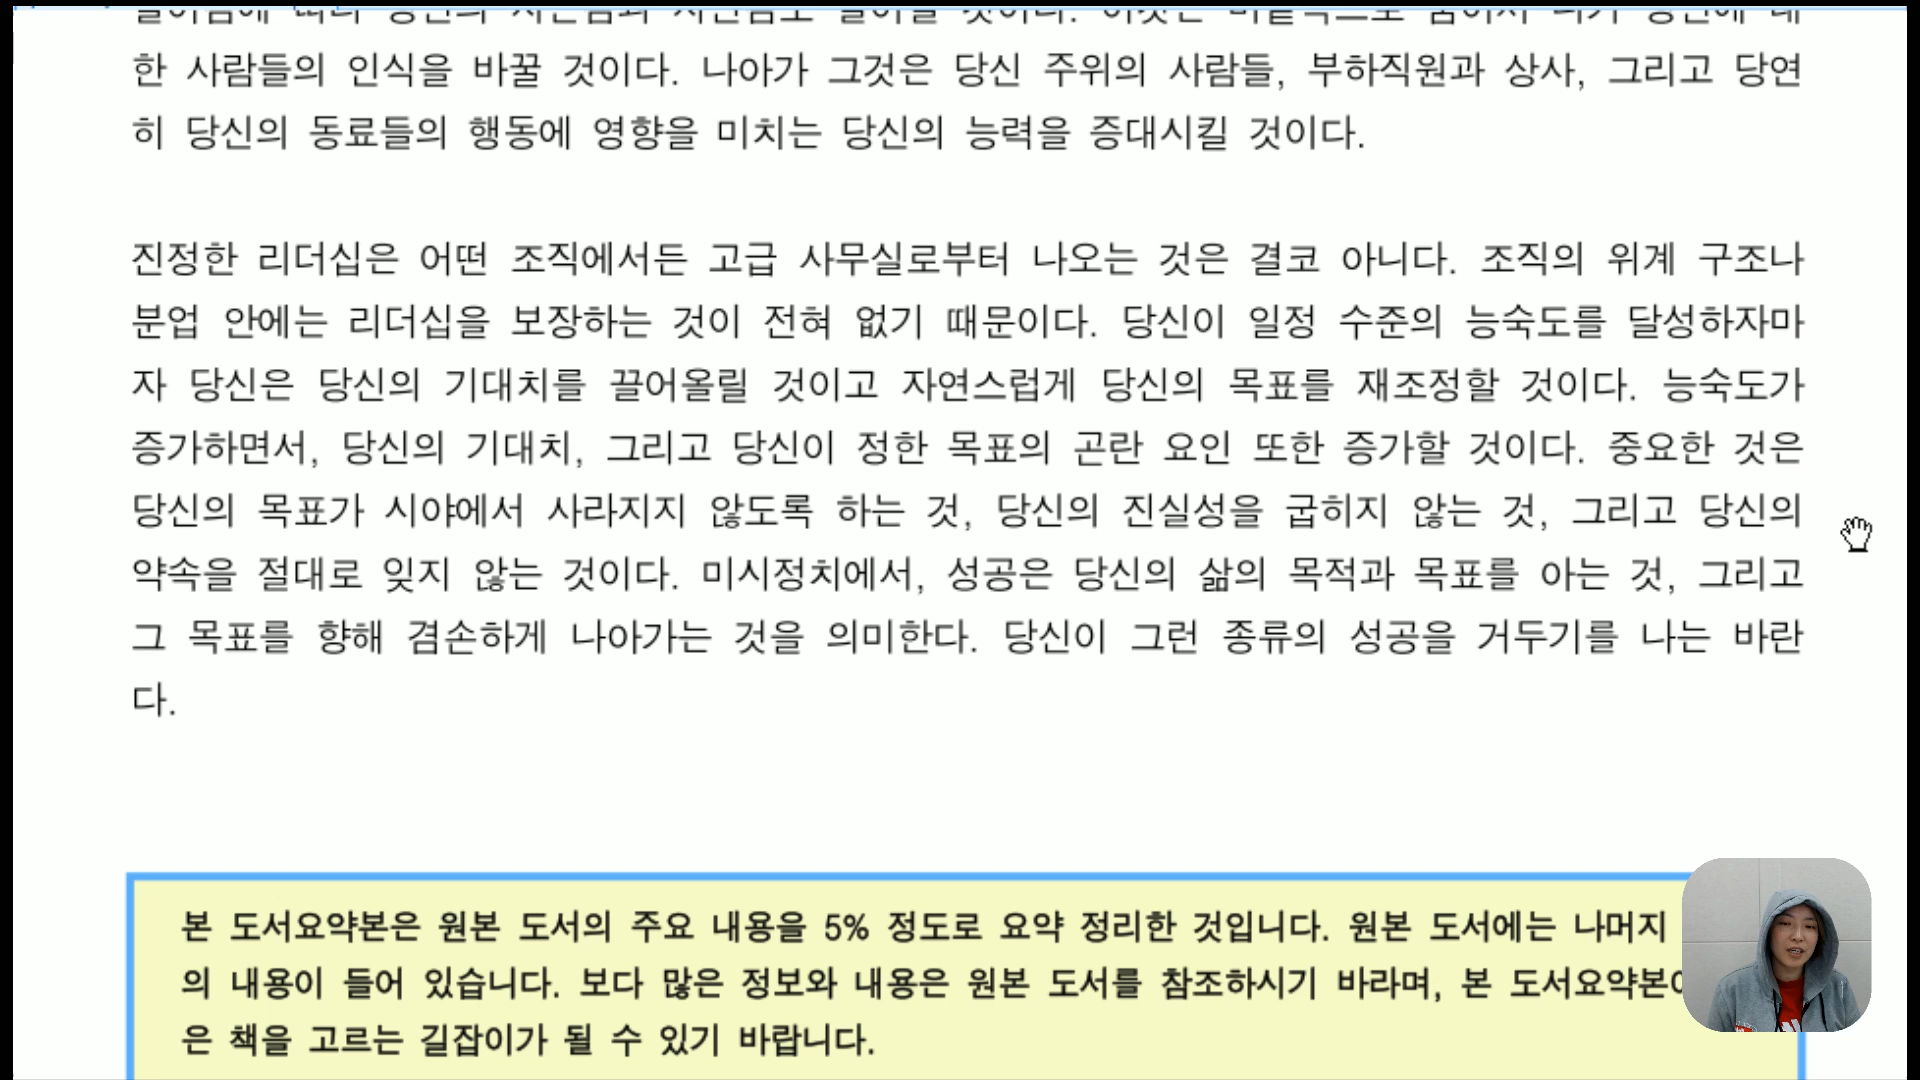 한 사람들의 인식을 바꿀 것이다. 나아가 그것은 당신 주위의 사람들, 부하직원과 상사, 그리고 당연
히 당신의 동료들의 행동에 영향을 미치는 당신의 능력을 증대시킬 것이다.
진정한 리더십은 어떤 조직에서든 고급 사무실로부터 나오는 것은 결코 아니다. 조직의 위계 구조나
분업 안에는 리더십을 보장하는 것이 전혀 없기 때문이다. 당신이 일정 수준의 능숙도를 달성하자마
자 당신은 당신의 기대치를 끌어올릴 것이고 자연스럽게 당신의 목표를 재조정할 것이다. 능숙도가
증가하면서, 당신의 기대치, 그리고 당신이 정한 목표의 곤란 요인 또한 증가할 것이다. 중요한 것은
당신의 목표가 시야에서 사라지지 않도록 하는 것, 당신의 진실성을 굽히지 않는 것, 그리고 당신의
약속을 절대로 잊지 않는 것이다. 미시정치에서, 성공은 당신의 삶의 목적과 목표를 아는 것, 그리고
그 목표를 향해 겸손하게 나아가는 것을 의미한다. 당신이 그런 종류의 성공을 거두기를 나는 바란
다.
본 도서요약본은 원본 도서의 주요 내용을 5% 정도로 요약 정리한 것입니다. 원본 도서에는 나머지
의 내용이 들어 있습니다. 보다 많은 정보와 내용은 원본 도서를 참조하시기 바라며, 본 도서요약본
은 책을 고르는 길잡이가 될 수 있기 바랍니다.